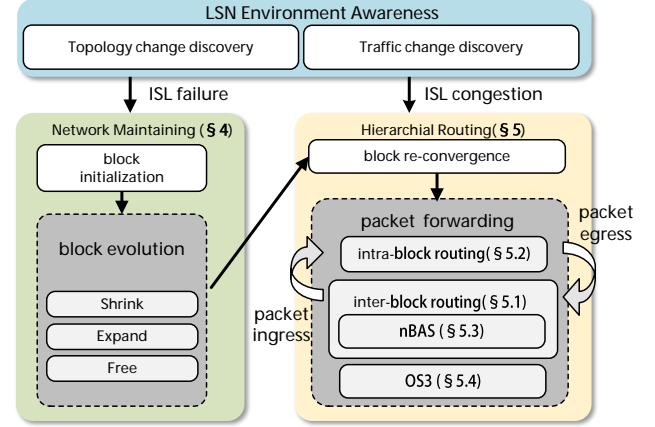 LSN Environment Awareness
Topology change discovery
Traffic change discovery
ISL failure
ISL congestion
Network Maintaining (§4)
block
initialization
block evolution
Shrink
Expand
Free
Hierarchial Routing(§5)
block re-convergence
packet forwarding
packet
egress
intra-block routing(§5.2)
packet
ingress
inter-block routing(§5.1)
nBAS (§5.3)
OS3 (§5.4)